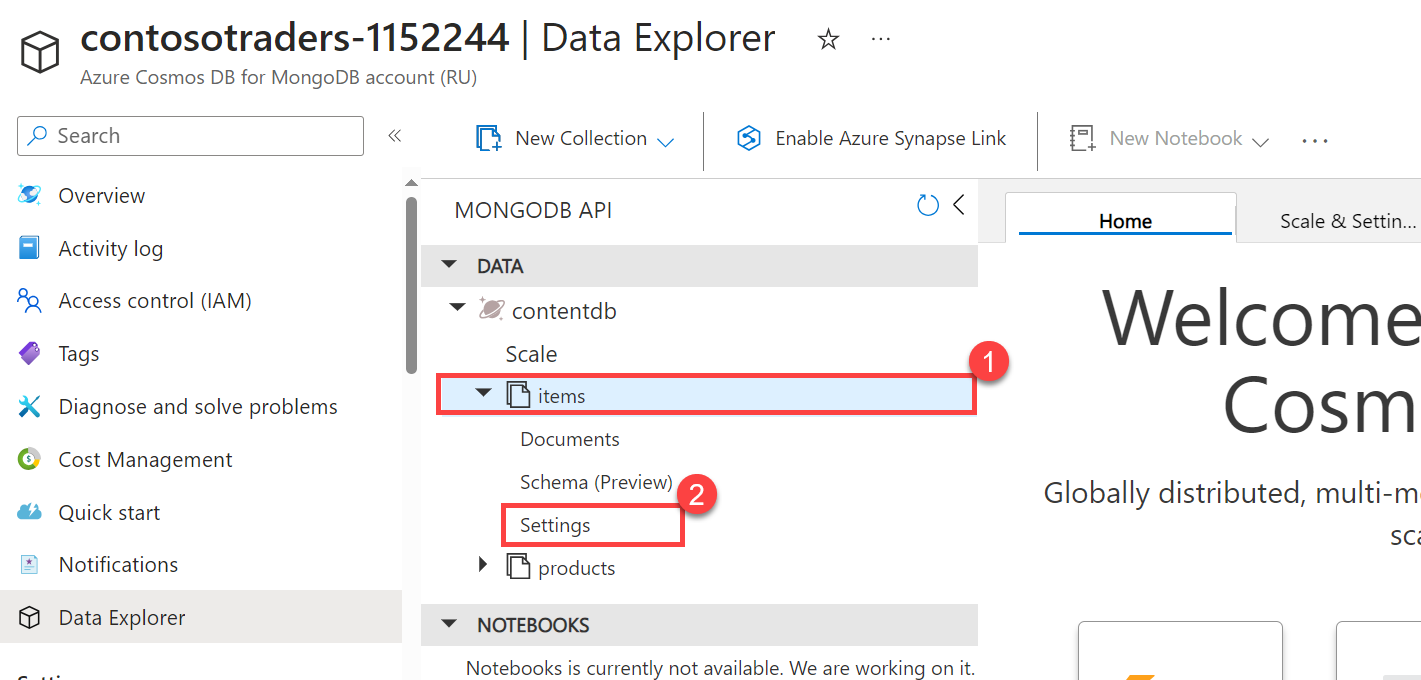 contosotraders-1152244 | Data Explorer
Azure Cosmos DB for MongoDB account (RU)
Search
Overview
Activity log
Access control (IAM)
Tags
Diagnose and solve problems
Cost Management
Quick start
Notifications
Data Explorer
New Collection
Enable Azure Synapse Link
New Notebook
MONGODB API
DATA
contentdb
Scale
1
items
Documents
Schema (Preview)
2
Settings
products
NOTEBOOKS
Notebooks is currently not available. We are working on it.
Home
Scale & Settin...
Welcome
Cosm
Globally distributed, multi-m
sca